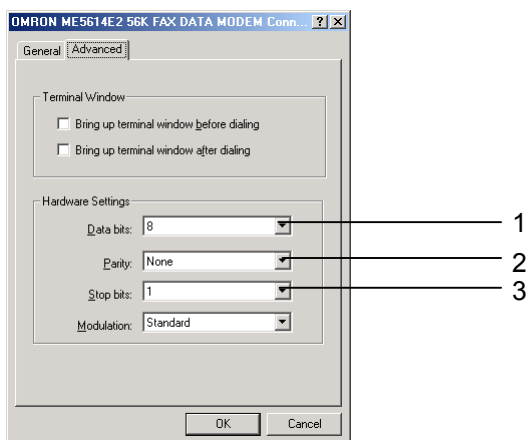 OMRON ME5614E2 56K FAX DATA MODEM Conn...
General Advanced
Terminal Window
Bring up terminal window before dialing
Bring up terminal window after dialing
Hardware Settings
Data bits: 8 1
Parity: None 2
Stop bits: 1 3
Modulation: Standard
OK Cancel